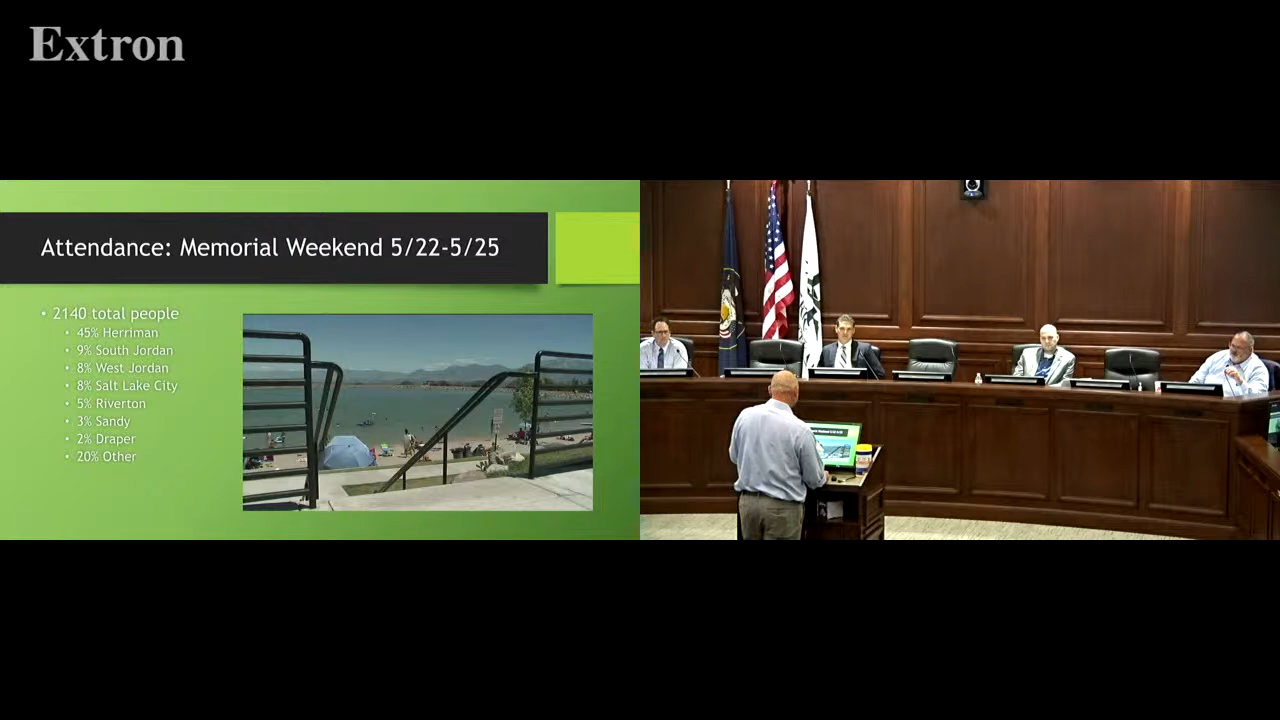 Extron
Attendance: Memorial Weekend 5/22-5/25
• 2140 total people
• 45% Herriman
• 9% South Jordan
• 8% West Jordan
• 8% Salt Lake City
• 5% Riverton
• 3% Sandy
• 2% Draper
• 20% Other